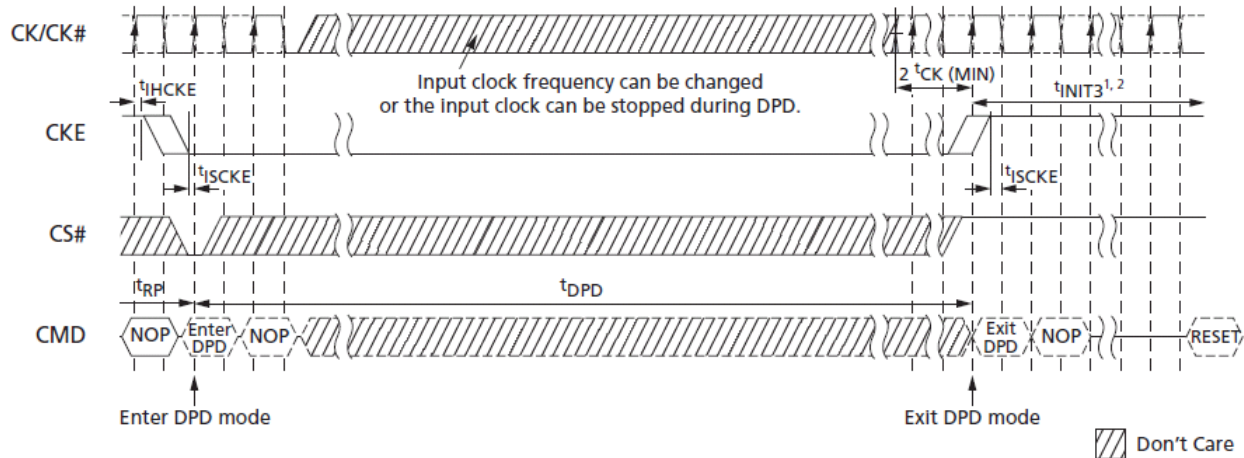 CK/CK#
Input clock frequency can be changed
or the input clock can be stopped during DPD.
2 tCK (MIN)
tINIT31, 2
tIHCKE
CKE
tISCKE
tISCKE
CS#
tRP
tDPD
CMD
NOP
Enter
DPD
NOP
Exit
DPD
NOP
RESET
Enter DPD mode
Exit DPD mode
Don't Care